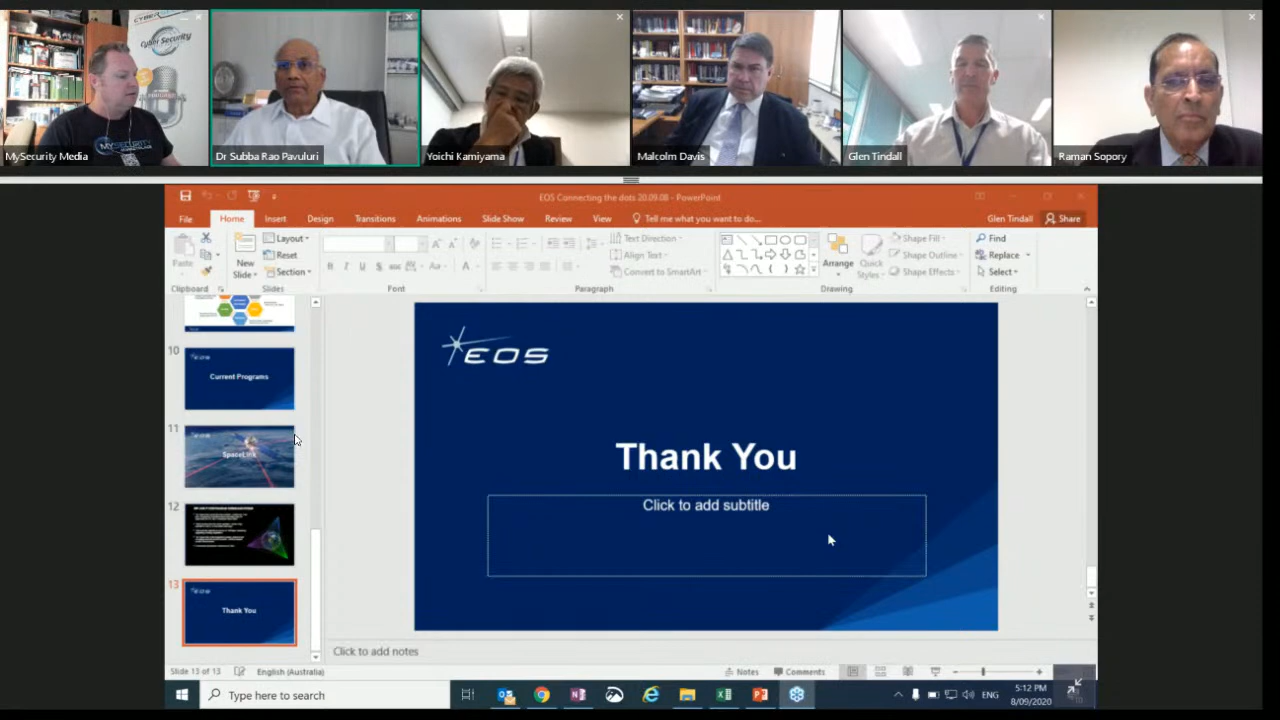 CYBER
Cyber Security
MYSECURITY
MySecurity Media
Dr Subba Rao Pavuluri
Yoichi Kamiyama
Malcolm Davis
Glen Tindall
Raman Sopory
EOS Connecting the dots 20.09.08 - PowerPoint
File
Home
Insert
Design
Transitions
Animations
Slide Show
Review
View
Tell me what you want to do...
Glen Tindall
Share
Paste
New
Slide
Layout
Reset
Section
Text Direction
Align Text
Convert to SmartArt
Arrange
Quick
Styles
Shape Fill
Shape Outline
Shape Effects
Find
Replace
Select
Clipboard
Slides
Font
Paragraph
Drawing
Editing
10
Current Programs
11
SpaceLink
12
13
Thank You
EOS
Thank You
Click to add subtitle
Click to add notes
Slide 13 of 13
English (Australia)
Notes
Comments
Type here to search
ENG
5:12 PM
8/09/2020